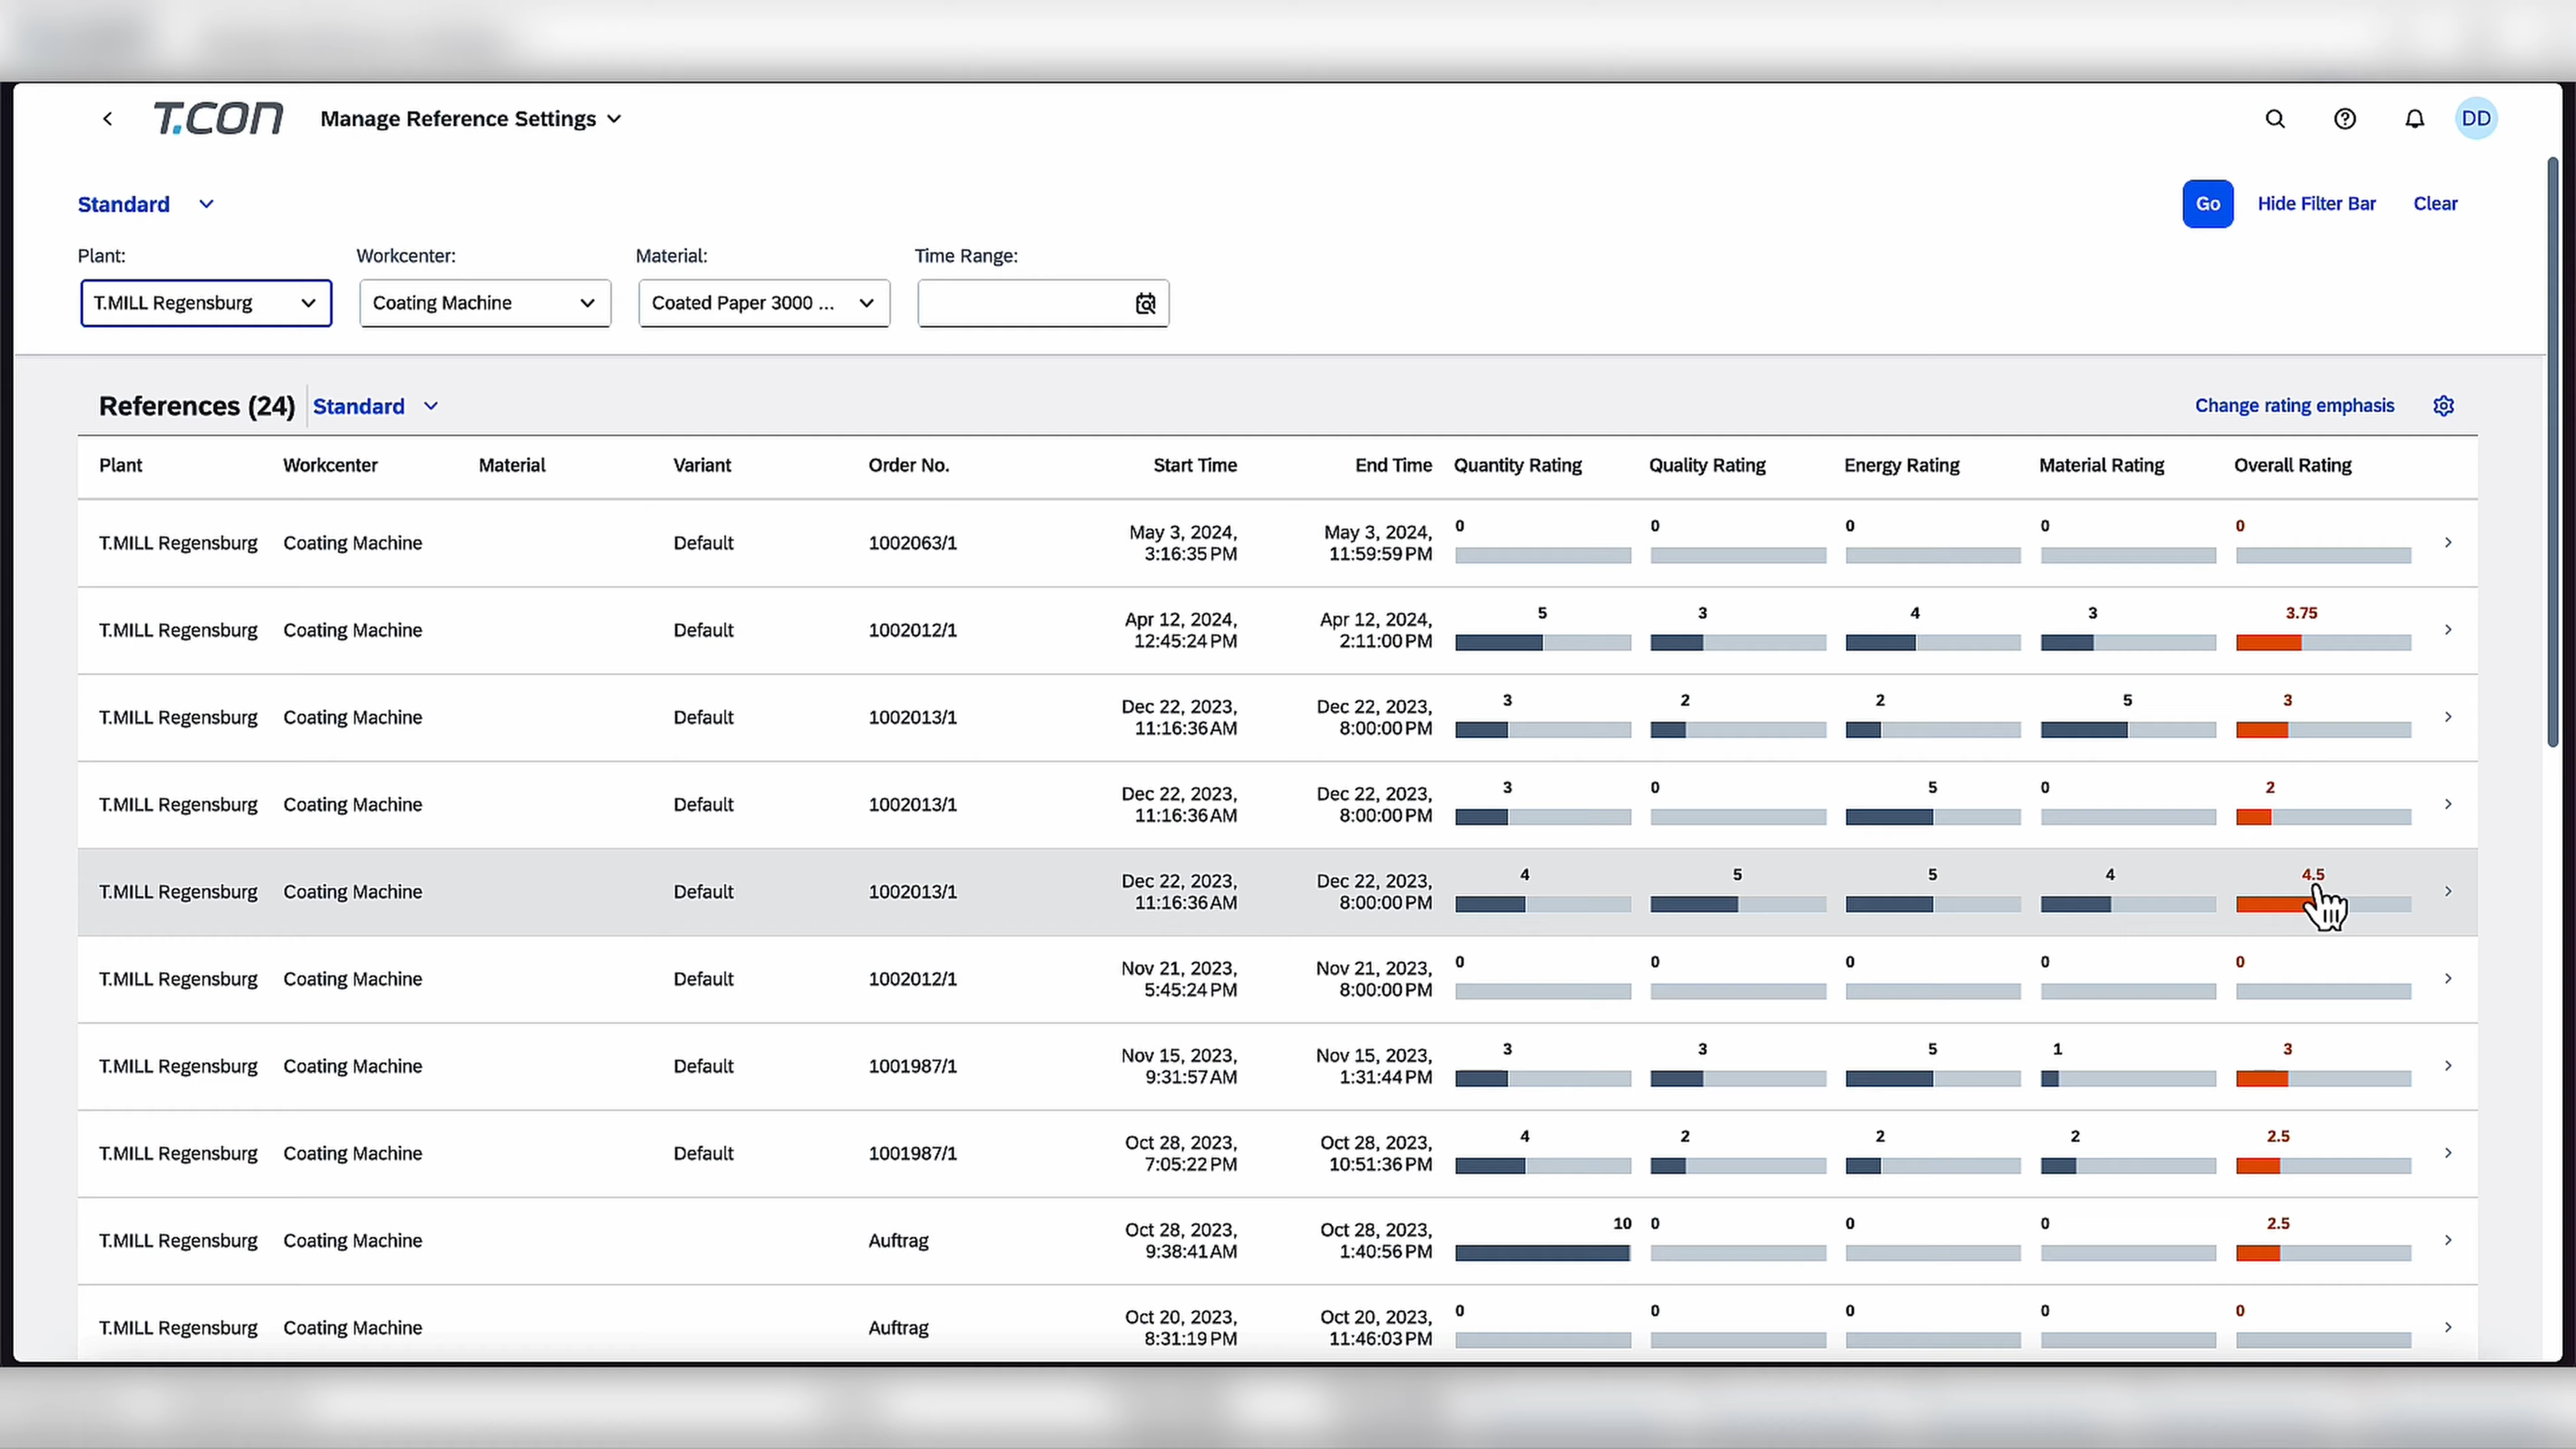 T.CON Manage Reference Settings DD
Standard Go Hide Filter Bar Clear
Plant: Workcenter: Material: Time Range:
T.MILL Regensburg Coating Machine Coated Paper 3000 ...
References (24) Standard Change rating emphasis
Plant Workcenter Material Variant Order No. Start Time End Time Quantity Rating Quality Rating Energy Rating Material Rating Overall Rating
0 0 0 0 0
May 3, 2024, May 3, 2024,
T.MILL Regensburg Coating Machine Default 1002063/1
3:16:35 PM 11:59:59 PM
5 3 4 3 3.75
Apr 12, 2024, Apr 12, 2024,
T.MILL Regensburg Coating Machine Default 1002012/1
12:45:24 PM 2:11:00 PM
3 2 2 5 3
Dec 22, 2023, Dec 22, 2023,
T.MILL Regensburg Coating Machine Default 1002013/1
11:16:36 AM 8:00:00 PM
3 0 5 0 2
Dec 22, 2023, Dec 22, 2023,
T.MILL Regensburg Coating Machine Default 1002013/1
11:16:36 AM 8:00:00 PM
4 5 5 4 4.5
Dec 22, 2023, Dec 22, 2023,
T.MILL Regensburg Coating Machine Default 1002013/1
11:16:36 AM 8:00:00 PM
0 0 0 0 0
Nov 21, 2023, Nov 21, 2023,
T.MILL Regensburg Coating Machine Default 1002012/1
5:45:24 PM 8:00:00 PM
3 3 5 1 3
Nov 15, 2023, Nov 15, 2023,
T.MILL Regensburg Coating Machine Default 1001987/1
9:31:57 AM 1:31:44 PM
4 2 2 2 2.5
Oct 28, 2023, Oct 28, 2023,
T.MILL Regensburg Coating Machine Default 1001987/1
7:05:22 PM 10:51:36 PM
10 0 0 0 2.5
Oct 28, 2023, Oct 28, 2023,
T.MILL Regensburg Coating Machine Auftrag
9:38:41 AM 1:40:56 PM
0 0 0 0 0
Oct 20, 2023, Oct 20, 2023,
T.MILL Regensburg Coating Machine Auftrag
8:31:19 PM 11:46:03 PM